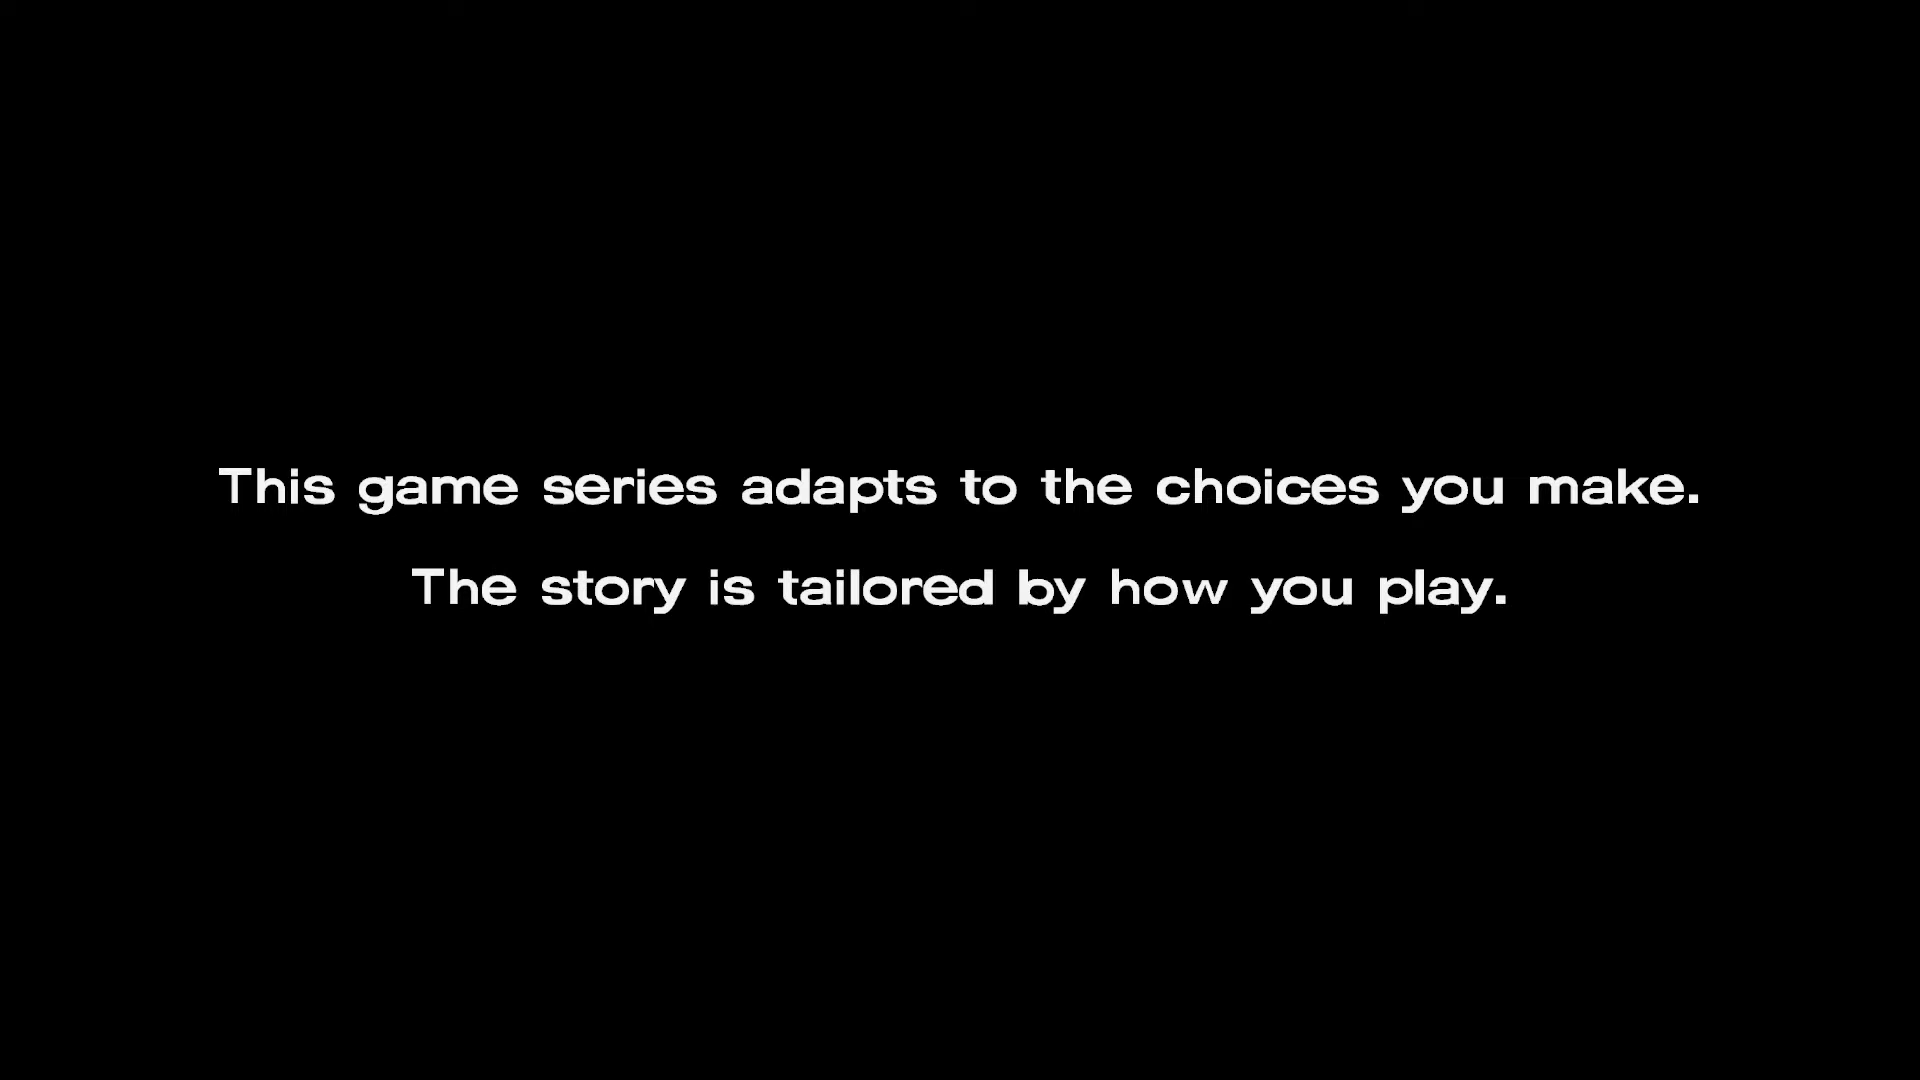 This game series adapts to the choices you make.
The story is tailored by how you play.